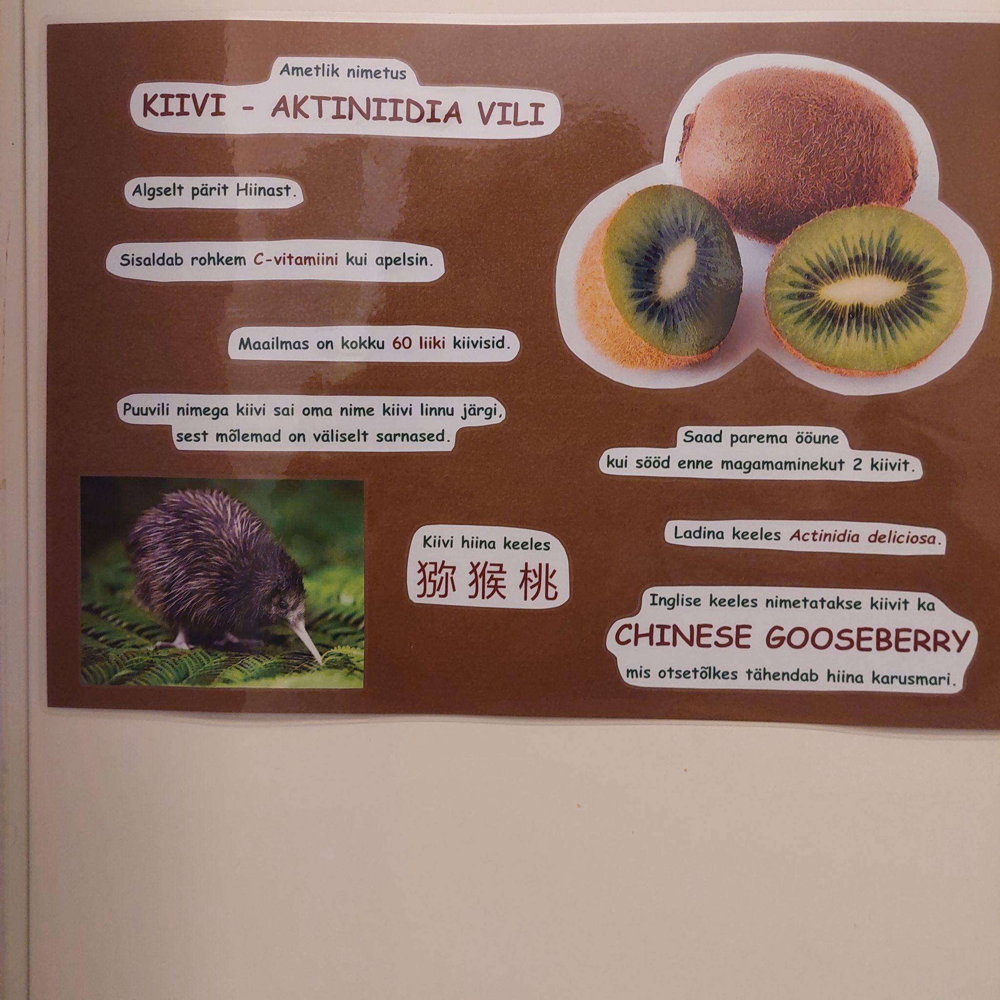 Ametlik nimetus
KIIVI - AKTINIIDIA VILI
Algselt pärit Hiinast.
Sisaldab rohkem C-vitamiini kui apelsin.
Maailmas on kokku 60 liiki kiivisid.
Puuvili nimega kiivi sai oma nime kiivi linnu järgi,
sest mõlemad on väliselt sarnased.
Kiivi hiina keeles
猕猴桃
Saad parema ööune
kui sööd enne magamaminekut 2 kiivit.
Ladina keeles Actinidia deliciosa.
Inglise keeles nimetatakse kiivit ka
CHINESE GOOSEBERRY
mis otsetõlkes tähendab hiina karusmari.